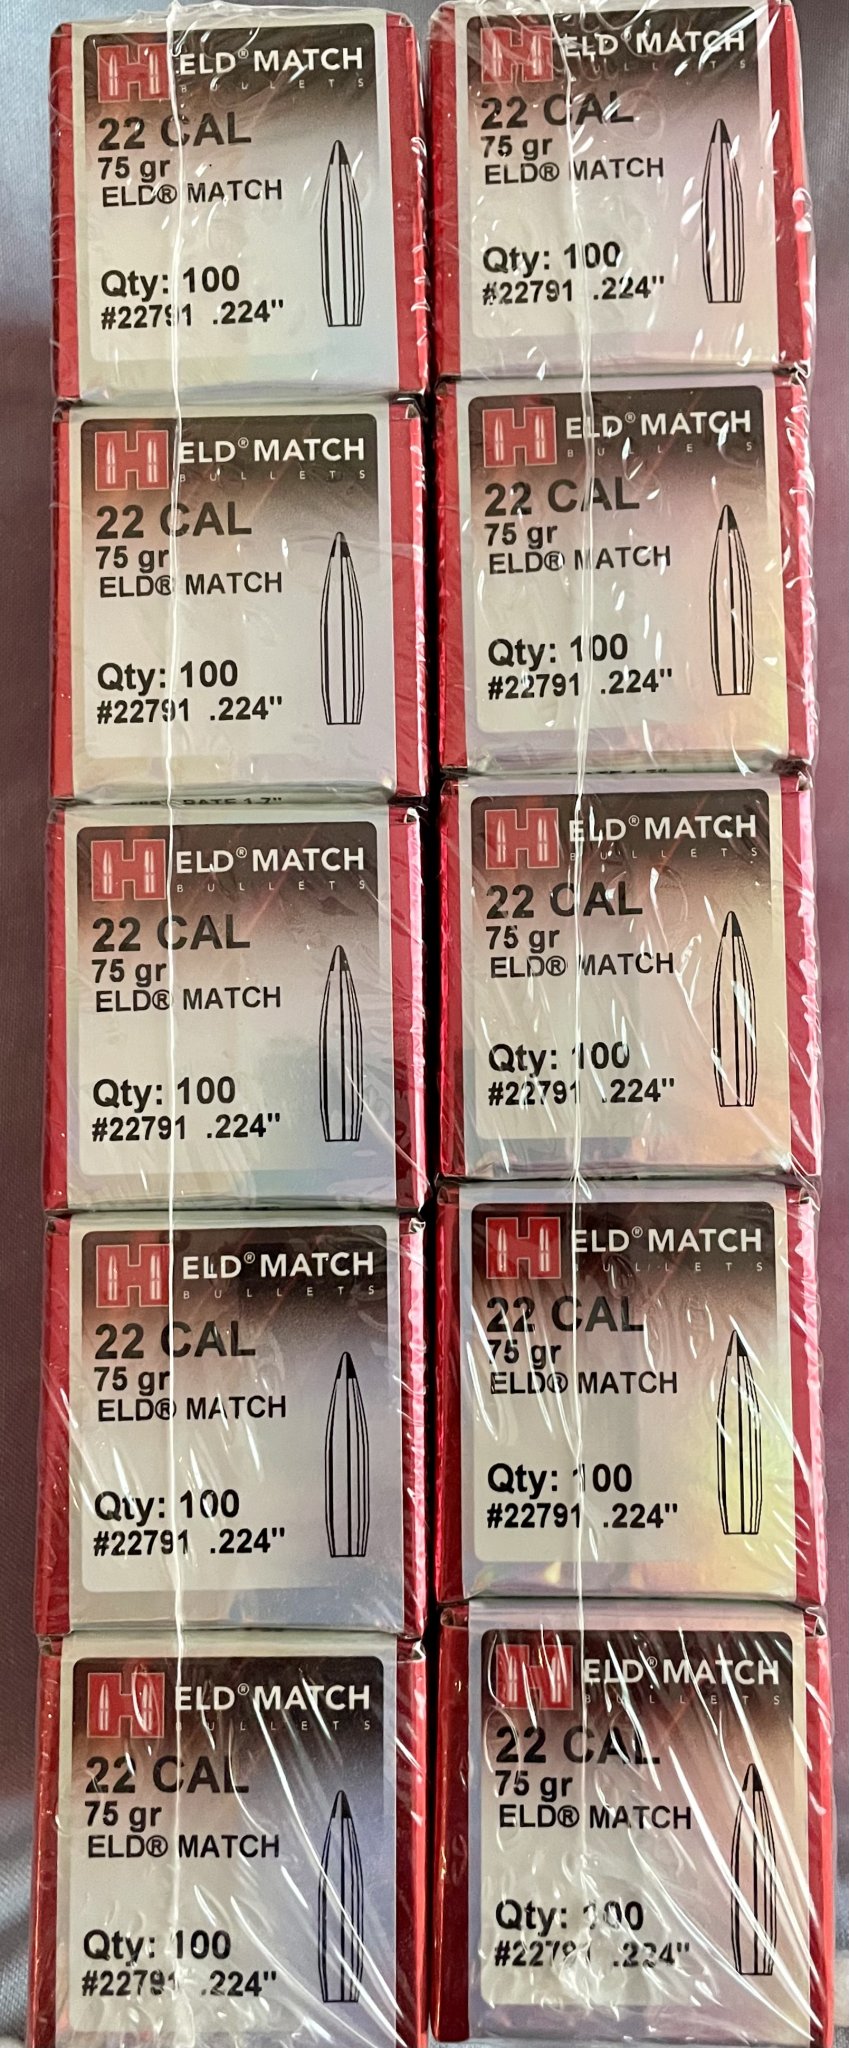 ELD® MATCH
BULLETS
22 CAL
75 gr
ELD® MATCH
Qty: 100
#22791 .224"
ELD® MATCH
BULLETS
22 CAL
75 gr
ELD® MATCH
Qty: 100
#22791 .224"
ELD® MATCH
BULLETS
22 CAL
75 gr
ELD® MATCH
Qty: 100
#22791 .224"
ELD® MATCH
BULLETS
22 CAL
75 gr
ELD® MATCH
Qty: 100
#22791 .224"
ELD® MATCH
BULLETS
22 CAL
75 gr
ELD® MATCH
Qty: 100
#22791 .224"
ELD® MATCH
BULLETS
22 CAL
75 gr
ELD® MATCH
Qty: 100
#22791 .224"
ELD® MATCH
BULLETS
22 CAL
75 gr
ELD® MATCH
Qty: 100
#22791 .224"
ELD® MATCH
BULLETS
22 CAL
75 gr
ELD® MATCH
Qty: 100
#22791 .224"
ELD® MATCH
BULLETS
22 CAL
75 gr
ELD® MATCH
Qty: 100
#22791 .224"
ELD® MATCH
BULLETS
22 CAL
75 gr
ELD® MATCH
Qty: 100
#22791 .224"